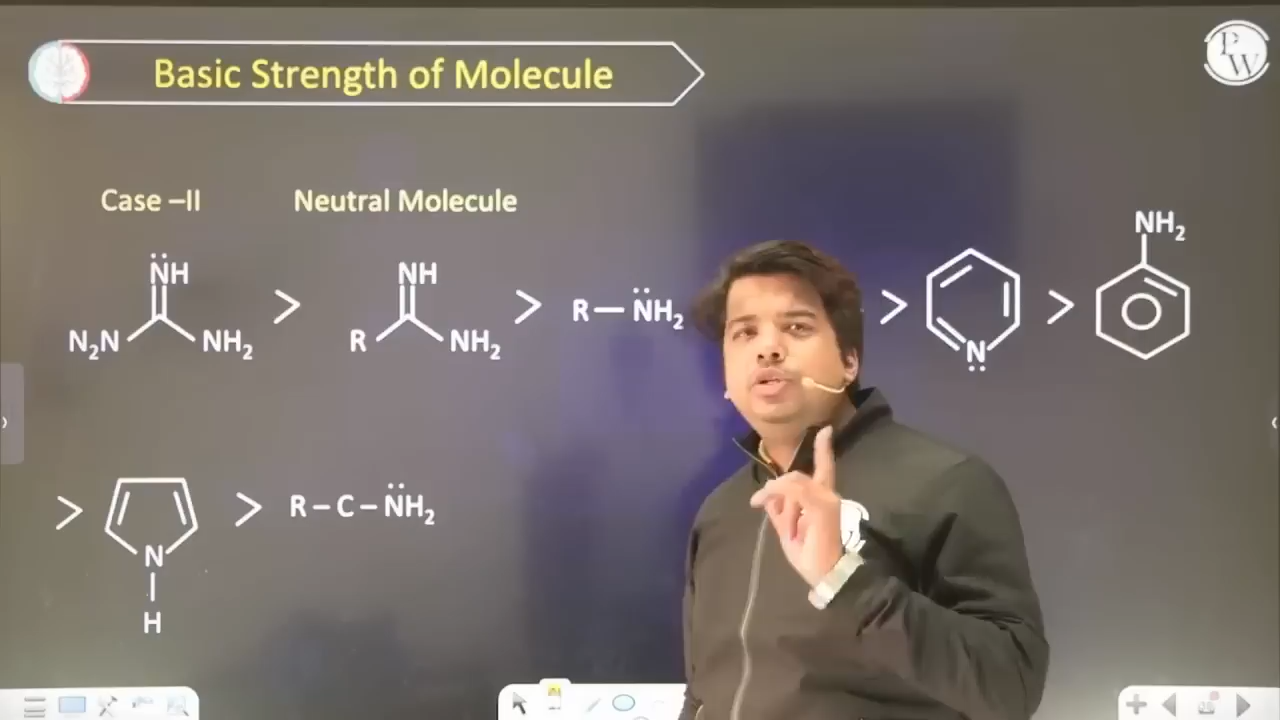 P
W
Basic Strength of Molecule
Case –II Neutral Molecule
NH
N₂N NH₂
>
NH
R NH₂
>
R – NH₂
>
N
>
NH₂
>
N
H
>
R – C – NH₂